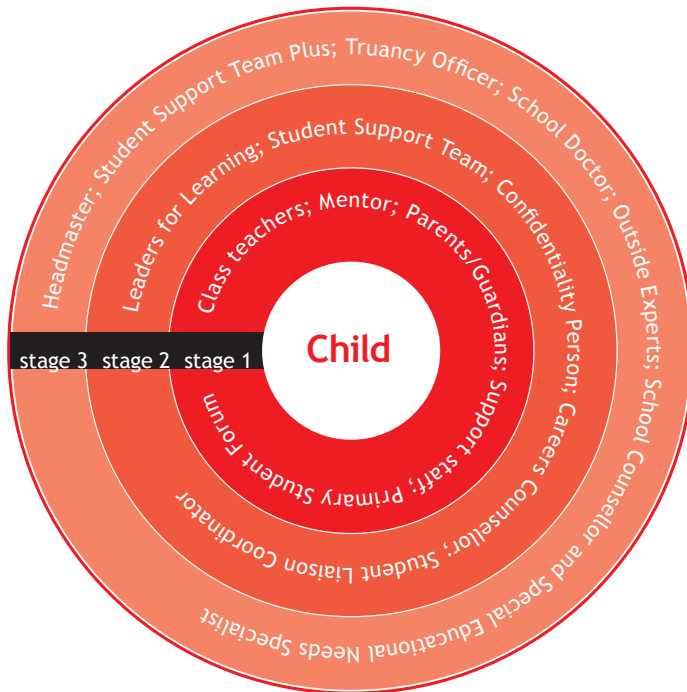 Headmaster; Student Support Team Plus; Truancy Officer; School Doctor; Outside Experts; School Counsellor and Special Educational Needs Specialist
Leaders for Learning; Student Support Team; Confidentiality Person; Careers Counsellor; Student Liaison Coordinator
Class teachers; Mentor; Parents/Guardians; Support staff; Primary Student Forum
Child
stage 3 stage 2 stage 1